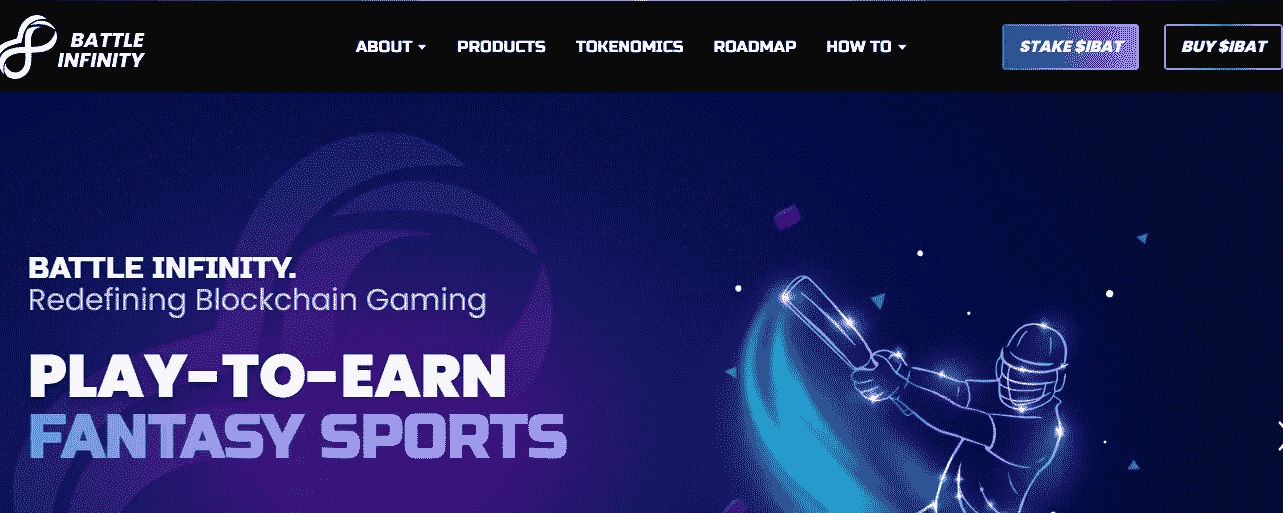 BATTLE
INFINITY
ABOUT
PRODUCTS
TOKENOMICS
ROADMAP
HOW TO
STAKE $IBAT
BUY $IBAT
BATTLE INFINITY.
Redefining Blockchain Gaming
PLAY-TO-EARN
FANTASY SPORTS